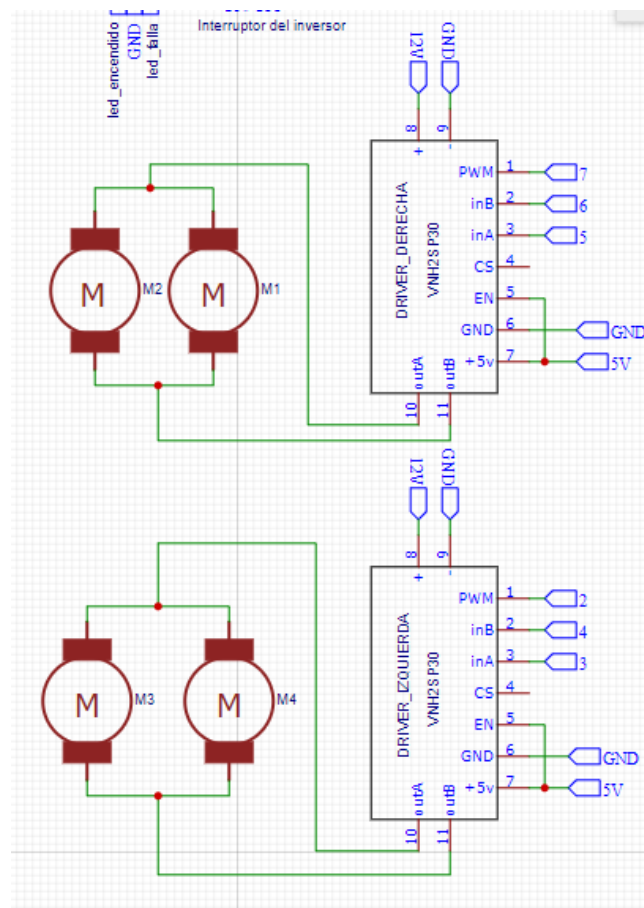 led_encendido
GND
led_falla
Interruptor del inversor
12V
GND
8
9
+
-
DRIVER_DERECHA
VNH2SP30
PWM 1 7
inB 2 6
inA 3 5
CS 4
EN 5
GND 6 GND
+5v 7 5V
outA
outB
10
11
M M2
M M1
12V
GND
8
9
+
-
DRIVER_IZQUIERDA
VNH2SP30
PWM 1 2
inB 2 4
inA 3 3
CS 4
EN 5
GND 6 GND
+5v 7 5V
outA
outB
10
11
M M3
M M4